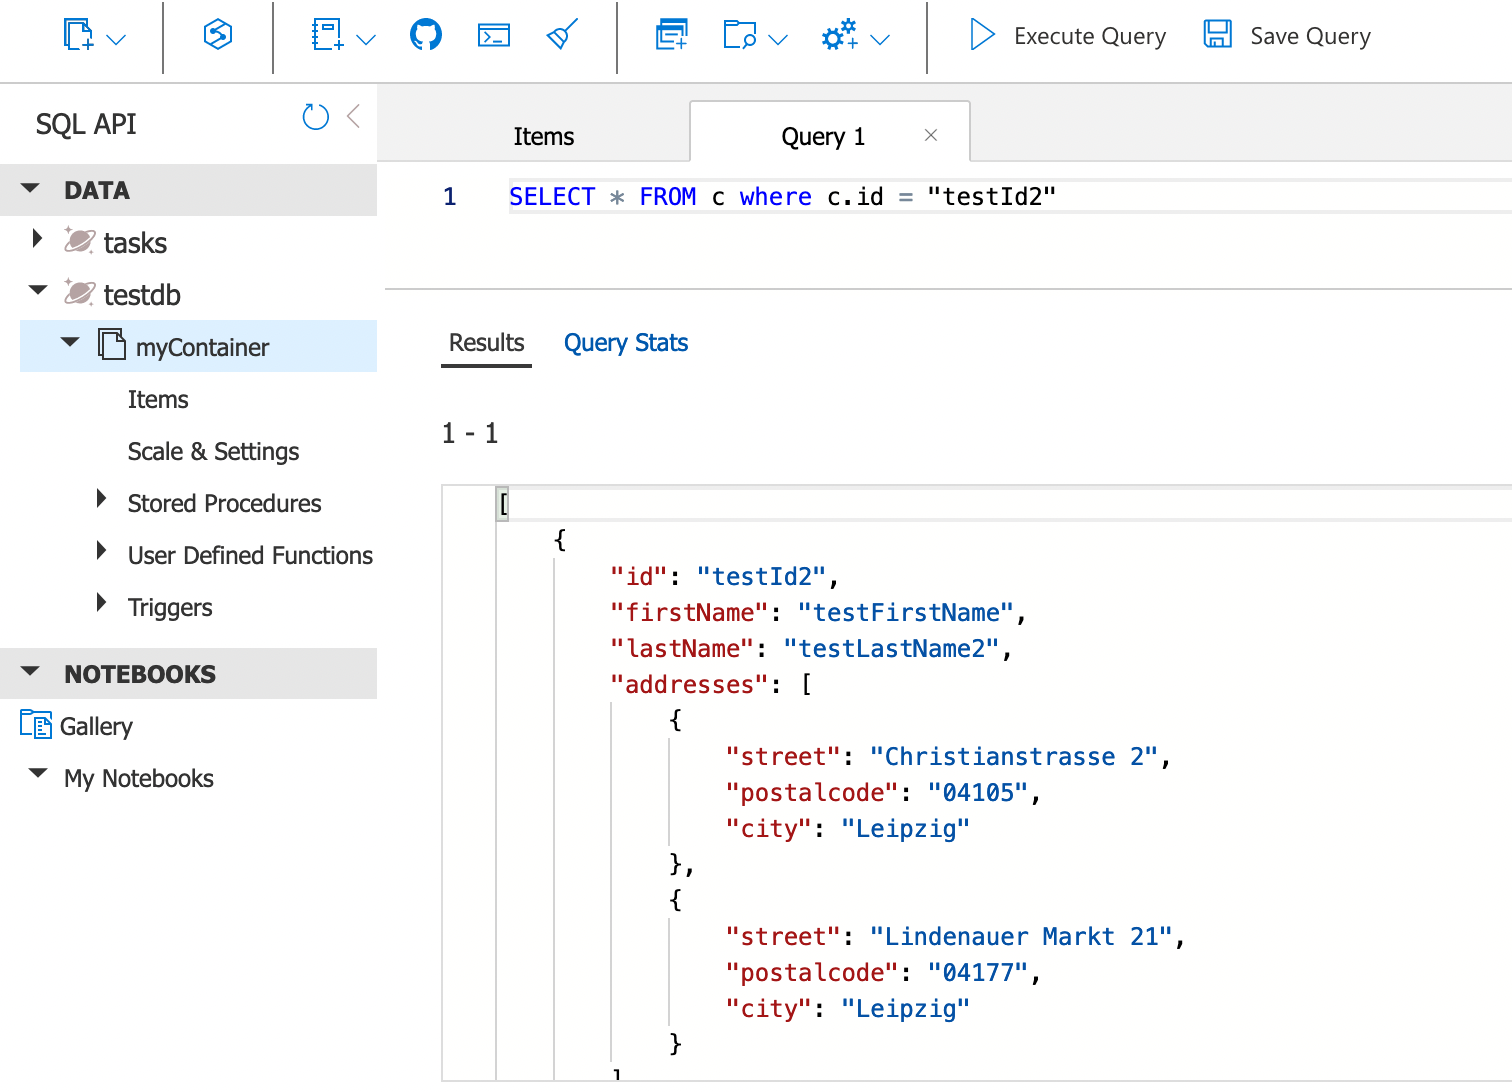 Execute Query Save Query
SQL API
DATA
tasks
testdb
myContainer
Items
Scale & Settings
Stored Procedures
User Defined Functions
Triggers
NOTEBOOKS
Gallery
My Notebooks
Items Query 1
1 SELECT * FROM c where c.id = "testId2"
Results Query Stats
1 - 1
[
{
"id": "testId2",
"firstName": "testFirstName",
"lastName": "testLastName2",
"addresses": [
{
"street": "Christianstrasse 2",
"postalcode": "04105",
"city": "Leipzig"
},
{
"street": "Lindenauer Markt 21",
"postalcode": "04177",
"city": "Leipzig"
}
]